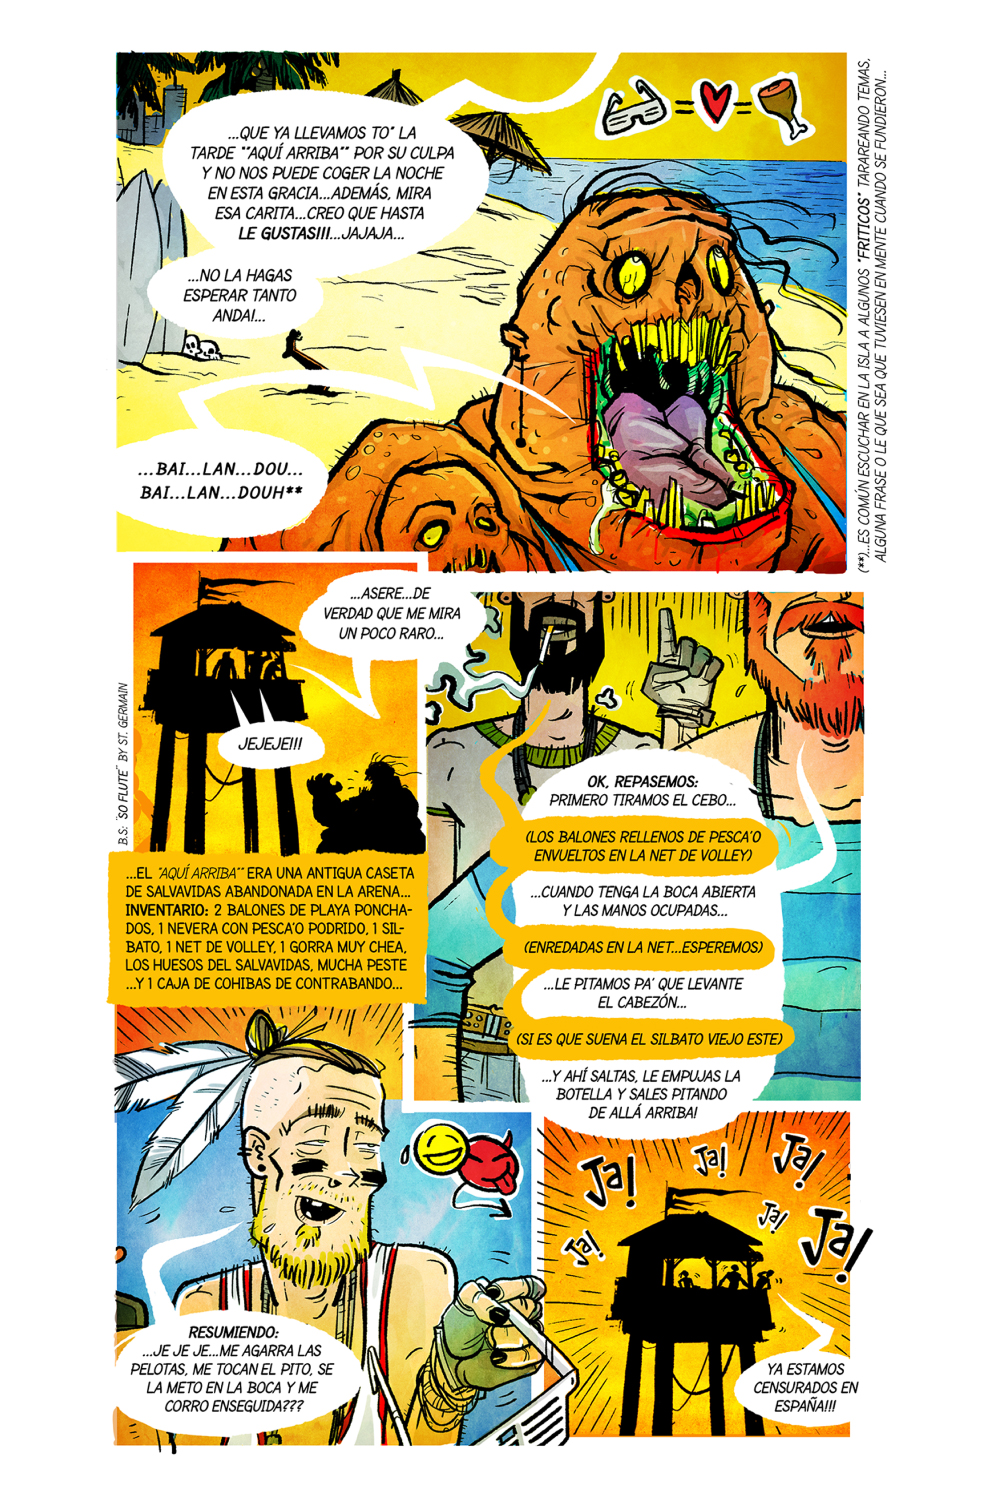 ...QUE YA LLEVAMOS TO' LA
TARDE "AQUÍ ARRIBA" POR SU CULPA
Y NO NOS PUEDE COGER LA NOCHE
EN ESTA GRACIA...ADEMÁS, MIRA
ESA CARITA...CREO QUE HASTA
LE GUSTAS!!!...JAJAJA...
...NO LA HAGAS
ESPERAR TANTO
ANDA!...
...BAI...LAN...DOU...
BAI...LAN...DOUH**
(**)...ES COMÚN ESCUCHAR EN LA ISLA A ALGUNOS "FRITICOS" TARAREANDO TEMAS,
ALGUNA FRASE O LE QUE SEA QUE TUVIESEN EN MENTE CUANDO SE FUNDIERON...
...ASERE...DE
VERDAD QUE ME MIRA
UN POCO RARO...
JEJEJE!!!
B.S: "SO FLUTE" BY ST. GERMAIN
...EL "AQUÍ ARRIBA" ERA UNA ANTIGUA CASETA
DE SALVAVIDAS ABANDONADA EN LA ARENA...
INVENTARIO: 2 BALONES DE PLAYA PONCHA-
DOS, 1 NEVERA CON PESCA'O PODRIDO, 1 SIL-
BATO, 1 NET DE VOLLEY, 1 GORRA MUY CHEA,
LOS HUESOS DEL SALVAVIDAS, MUCHA PESTE
...Y 1 CAJA DE COHIBAS DE CONTRABANDO...
OK, REPASEMOS:
PRIMERO TIRAMOS EL CEBO...
(LOS BALONES RELLENOS DE PESCA'O
ENVUELTOS EN LA NET DE VOLLEY)
...CUANDO TENGA LA BOCA ABIERTA
Y LAS MANOS OCUPADAS...
(ENREDADAS EN LA NET...ESPEREMOS)
...LE PITAMOS PA' QUE LEVANTE
EL CABEZÓN...
(SI ES QUE SUENA EL SILBATO VIEJO ESTE)
...Y AHÍ SALTAS, LE EMPUJAS LA
BOTELLA Y SALES PITANDO
DE ALLÁ ARRIBA!
RESUMIENDO:
...JE JE JE...ME AGARRA LAS
PELOTAS, ME TOCAN EL PITO, SE
LA METO EN LA BOCA Y ME
CORRO ENSEGUIDA???
Ja!
Ja!
Ja!
Ja!
Ja!
Ja!
YA ESTAMOS
CENSURADOS EN
ESPAÑA!!!